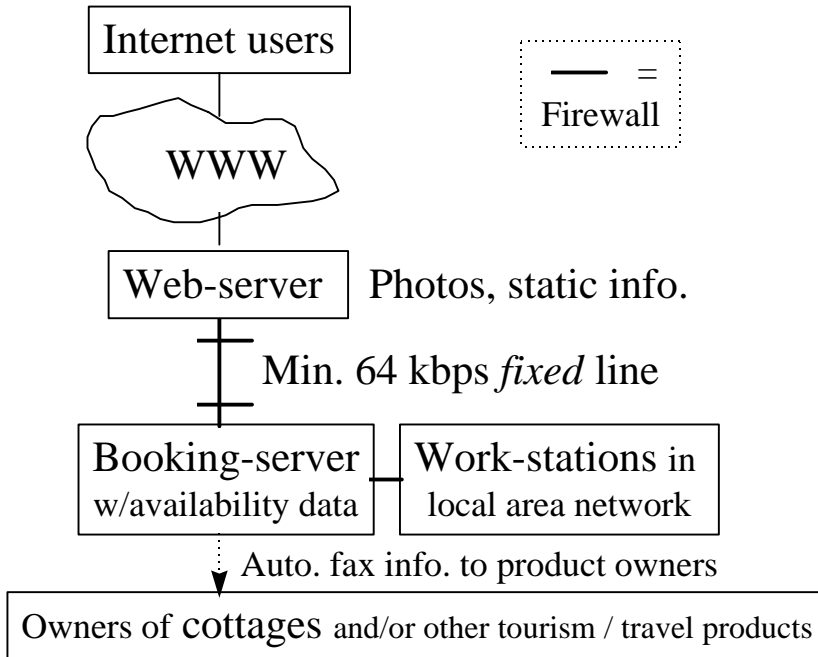 Internet users
=
Firewall
WWW
Web-server
Photos, static info.
Min. 64 kbps fixed line
Booking-server
w/availability data
Work-stations in
local area network
Auto. fax info. to product owners
Owners of cottages and/or other tourism / travel products